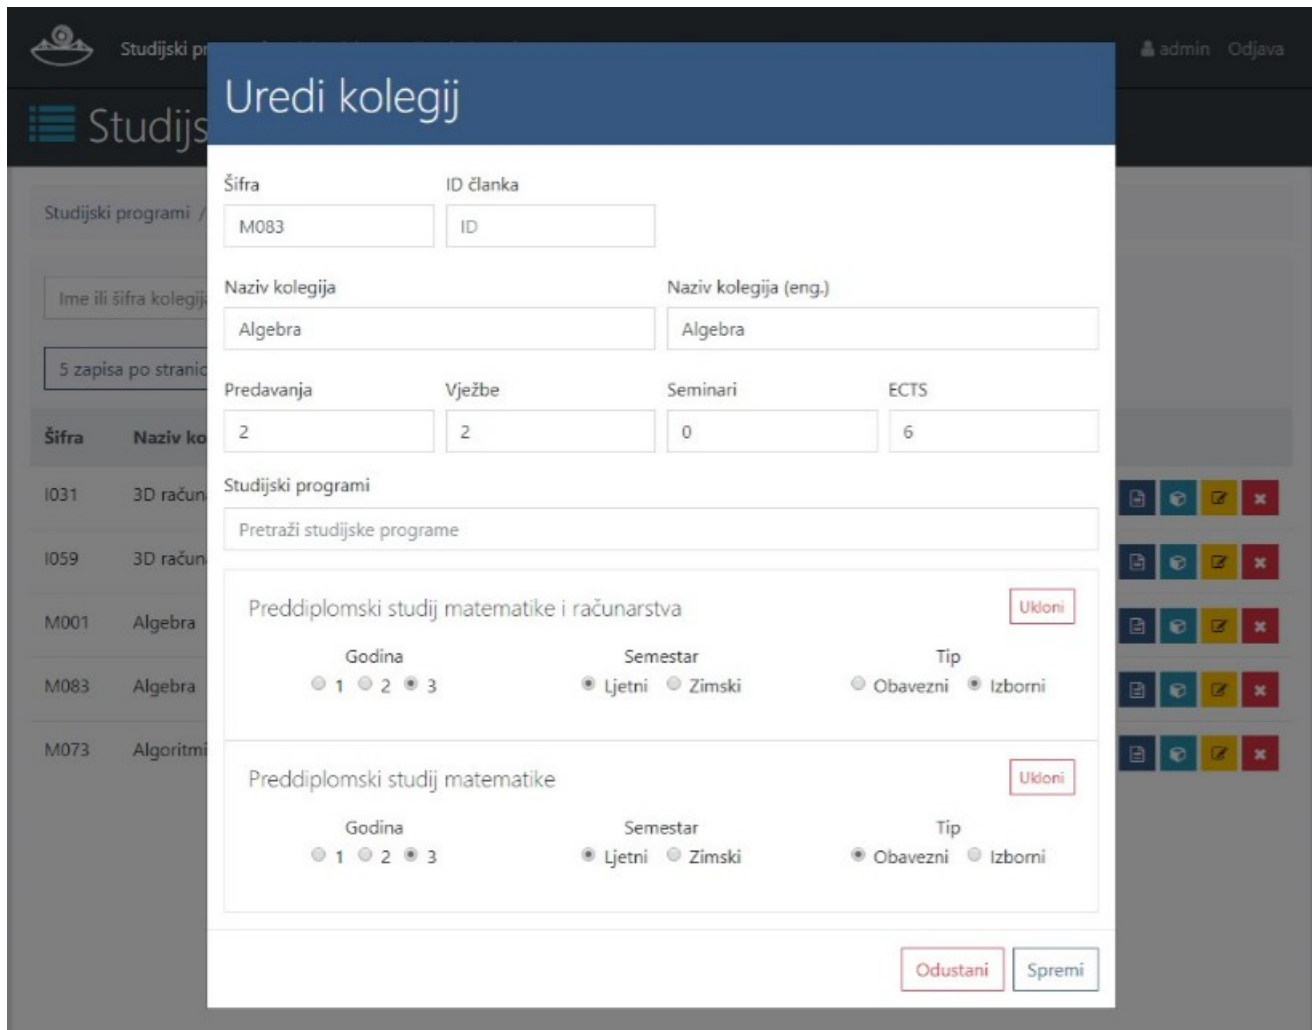 Studijski pr
admin Odjava
Studijs
Uredi kolegij
Studijski programi /
Šifra ID članka
M083 ID
Ime ili šifra kolegija
Naziv kolegija Naziv kolegija (eng.)
Algebra Algebra
5 zapisa po stranic
Predavanja Vježbe Seminari ECTS
2 2 0 6
Šifra Naziv ko
Studijski programi
Pretraži studijske programe
I031 3D račun
I059 3D račun
M001 Algebra
M083 Algebra
M073 Algoritmi
Preddiplomski studij matematike i računarstva Ukloni
Godina Semestar Tip
1 2 3 Ljetni Zimski Obavezni Izborni
Preddiplomski studij matematike Ukloni
Godina Semestar Tip
1 2 3 Ljetni Zimski Obavezni Izborni
Odustani Spremi